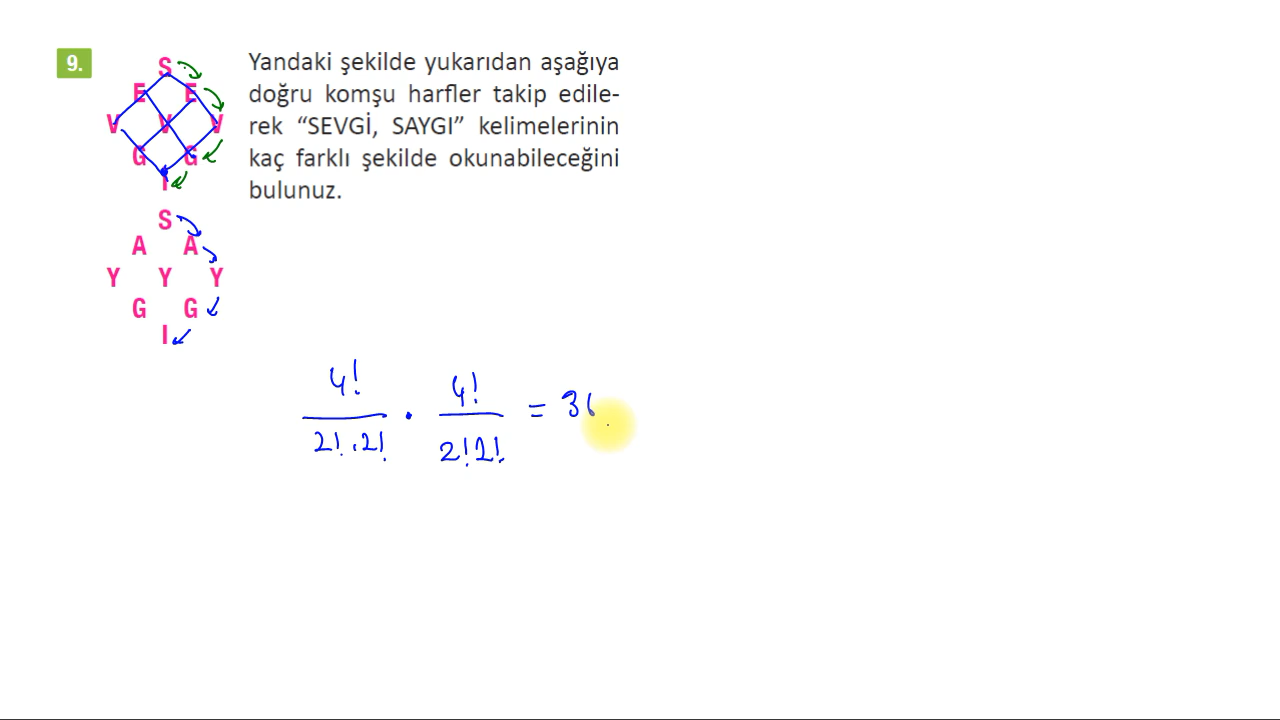 9.
Yandaki şekilde yukarıdan aşağıya
doğru komşu harfler takip edile-
rek “SEVGİ, SAYGI” kelimelerinin
kaç farklı şekilde okunabileceğini
bulunuz.
S
E E
V V V
G G
İ
S
A A
Y Y Y
G G
I
4! / 2! . 2! . 4! / 2! 2! = 36